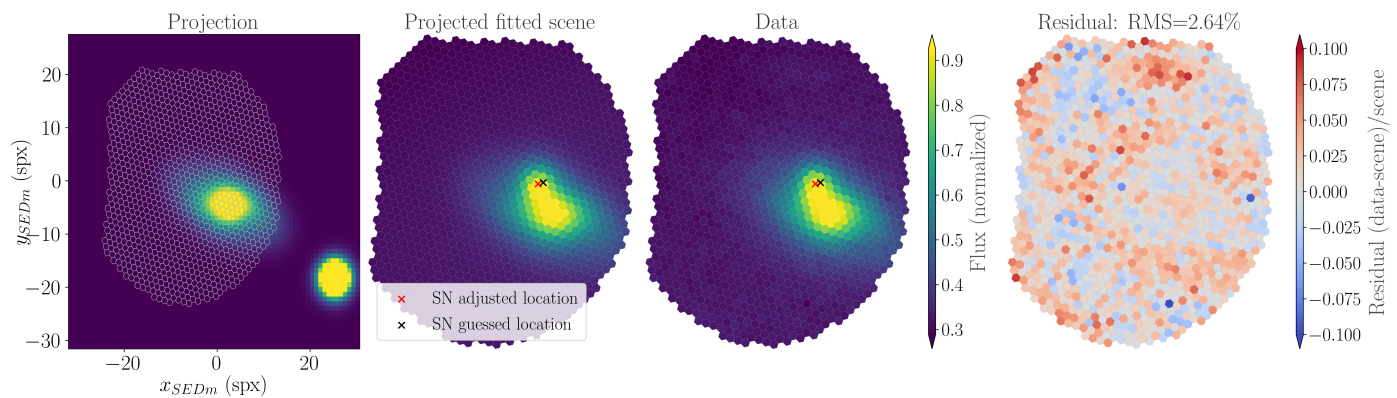 Projection
Projected fitted scene
Data
Residual: RMS=2.64%
20
10
0
−10
−20
−30
y_SEDm (spx)
−20
0
20
x_SEDm (spx)
SN adjusted location
SN guessed location
0.9
0.8
0.7
0.6
0.5
0.4
0.3
Flux (normalized)
0.100
0.075
0.050
0.025
0.000
−0.025
−0.050
−0.075
−0.100
Residual (data-scene)/scene